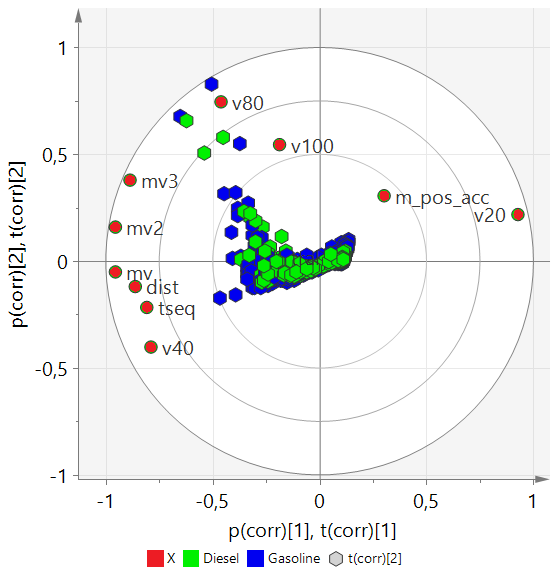 1
v80
v100
0,5
mv3
m_pos_acc
v20
mv2
0
mv
dist
tseq
v40
-0,5
-1
p(corr)[2], t(corr)[2]
-1 -0,5 0 0,5 1
p(corr)[1], t(corr)[1]
X Diesel Gasoline t(corr)[2]